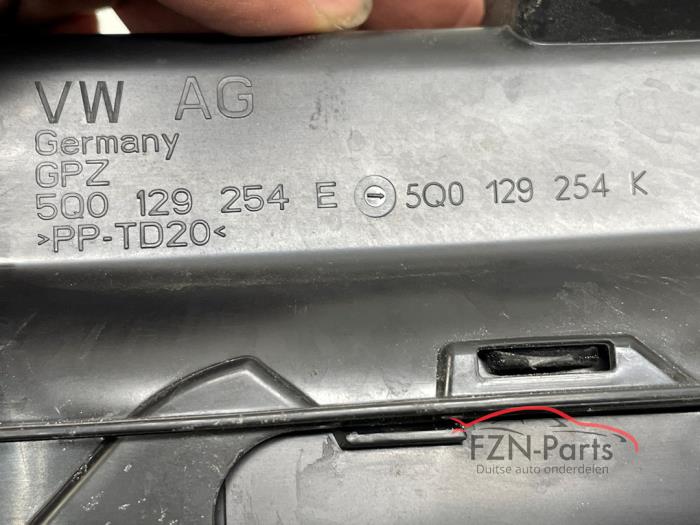 VW AG
Germany
GPZ
5Q0 129 254 E 5Q0 129 254 K
>PP-TD20<
FZN-Parts
Duitse auto onderdelen